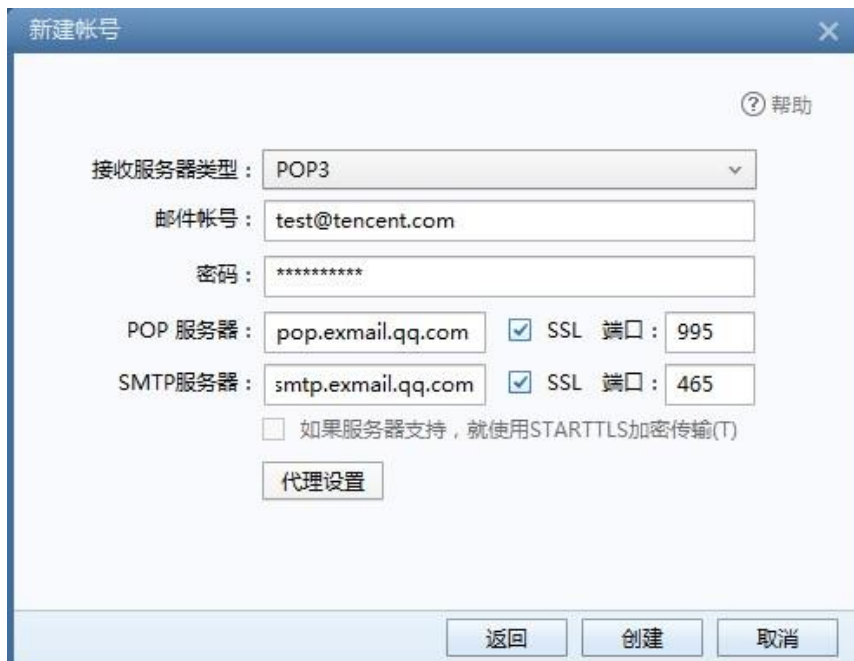 新建帐号
帮助
接收服务器类型： POP3
邮件帐号： test@tencent.com
密码： **********
POP 服务器： pop.exmail.qq.com SSL 端口： 995
SMTP服务器： smtp.exmail.qq.com SSL 端口： 465
如果服务器支持，就使用STARTTLS加密传输(T)
代理设置
返回 创建 取消